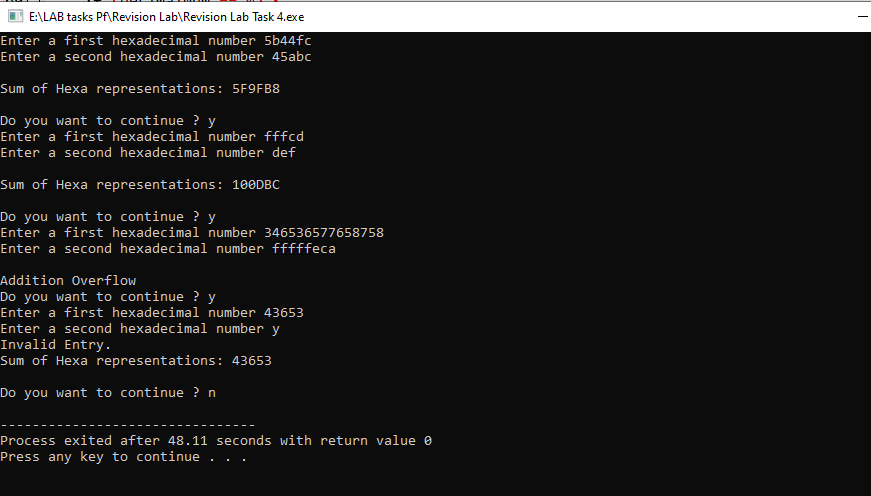 E:\LAB tasks Pf\Revision Lab\Revision Lab Task 4.exe
Enter a first hexadecimal number 5b44fc
Enter a second hexadecimal number 45abc
Sum of Hexa representations: 5F9FB8
Do you want to continue ? y
Enter a first hexadecimal number fffcd
Enter a second hexadecimal number def
Sum of Hexa representations: 100DBC
Do you want to continue ? y
Enter a first hexadecimal number 346536577658758
Enter a second hexadecimal number fffffeca
Addition Overflow
Do you want to continue ? y
Enter a first hexadecimal number 43653
Enter a second hexadecimal number y
Invalid Entry.
Sum of Hexa representations: 43653
Do you want to continue ? n
--------------------------------
Process exited after 48.11 seconds with return value 0
Press any key to continue . . .